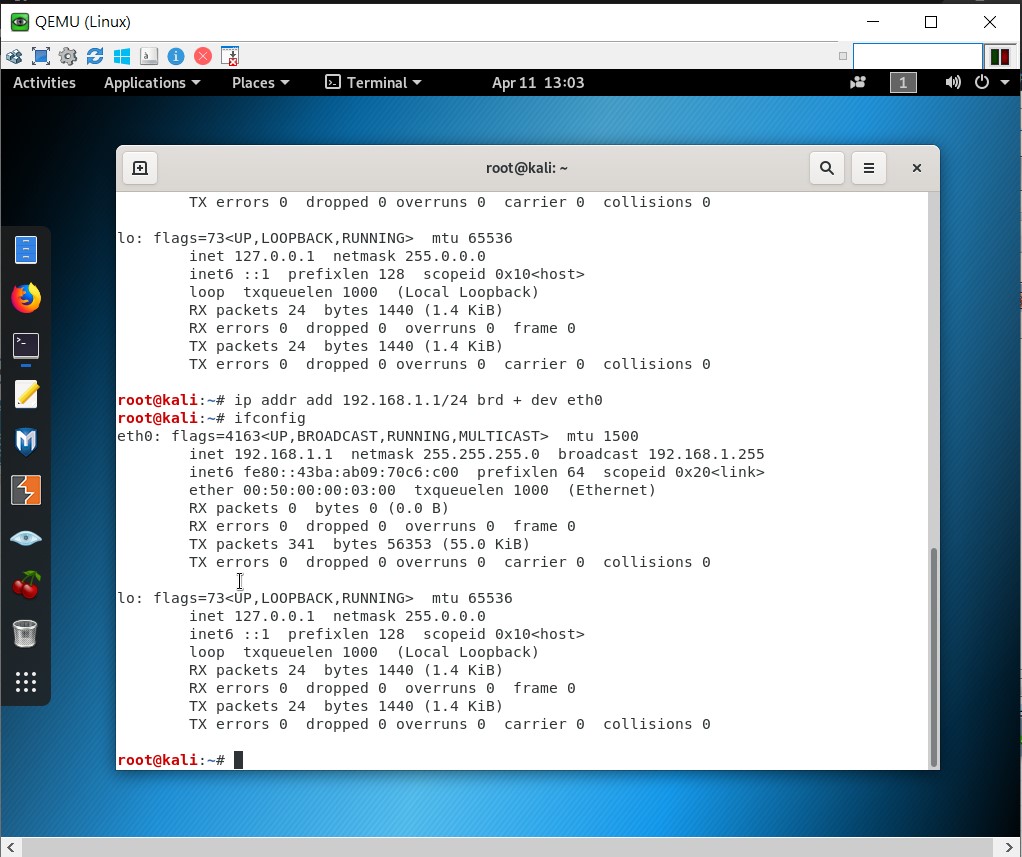 QEMU (Linux)
Activities Applications Places Terminal Apr 11 13:03 1
root@kali: ~
TX errors 0  dropped 0 overruns 0  carrier 0  collisions 0
lo: flags=73<UP,LOOPBACK,RUNNING>  mtu 65536
inet 127.0.0.1  netmask 255.0.0.0
inet6 ::1  prefixlen 128  scopeid 0x10<host>
loop  txqueuelen 1000  (Local Loopback)
RX packets 24  bytes 1440 (1.4 KiB)
RX errors 0  dropped 0  overruns 0  frame 0
TX packets 24  bytes 1440 (1.4 KiB)
TX errors 0  dropped 0 overruns 0  carrier 0  collisions 0
root@kali:~# ip addr add 192.168.1.1/24 brd + dev eth0
root@kali:~# ifconfig
eth0: flags=4163<UP,BROADCAST,RUNNING,MULTICAST>  mtu 1500
inet 192.168.1.1  netmask 255.255.255.0  broadcast 192.168.1.255
inet6 fe80::43ba:ab09:70c6:c00  prefixlen 64  scopeid 0x20<link>
ether 00:50:00:00:03:00  txqueuelen 1000  (Ethernet)
RX packets 0  bytes 0 (0.0 B)
RX errors 0  dropped 0  overruns 0  frame 0
TX packets 341  bytes 56353 (55.0 KiB)
TX errors 0  dropped 0 overruns 0  carrier 0  collisions 0
lo: flags=73<UP,LOOPBACK,RUNNING>  mtu 65536
inet 127.0.0.1  netmask 255.0.0.0
inet6 ::1  prefixlen 128  scopeid 0x10<host>
loop  txqueuelen 1000  (Local Loopback)
RX packets 24  bytes 1440 (1.4 KiB)
RX errors 0  dropped 0  overruns 0  frame 0
TX packets 24  bytes 1440 (1.4 KiB)
TX errors 0  dropped 0 overruns 0  carrier 0  collisions 0
root@kali:~#